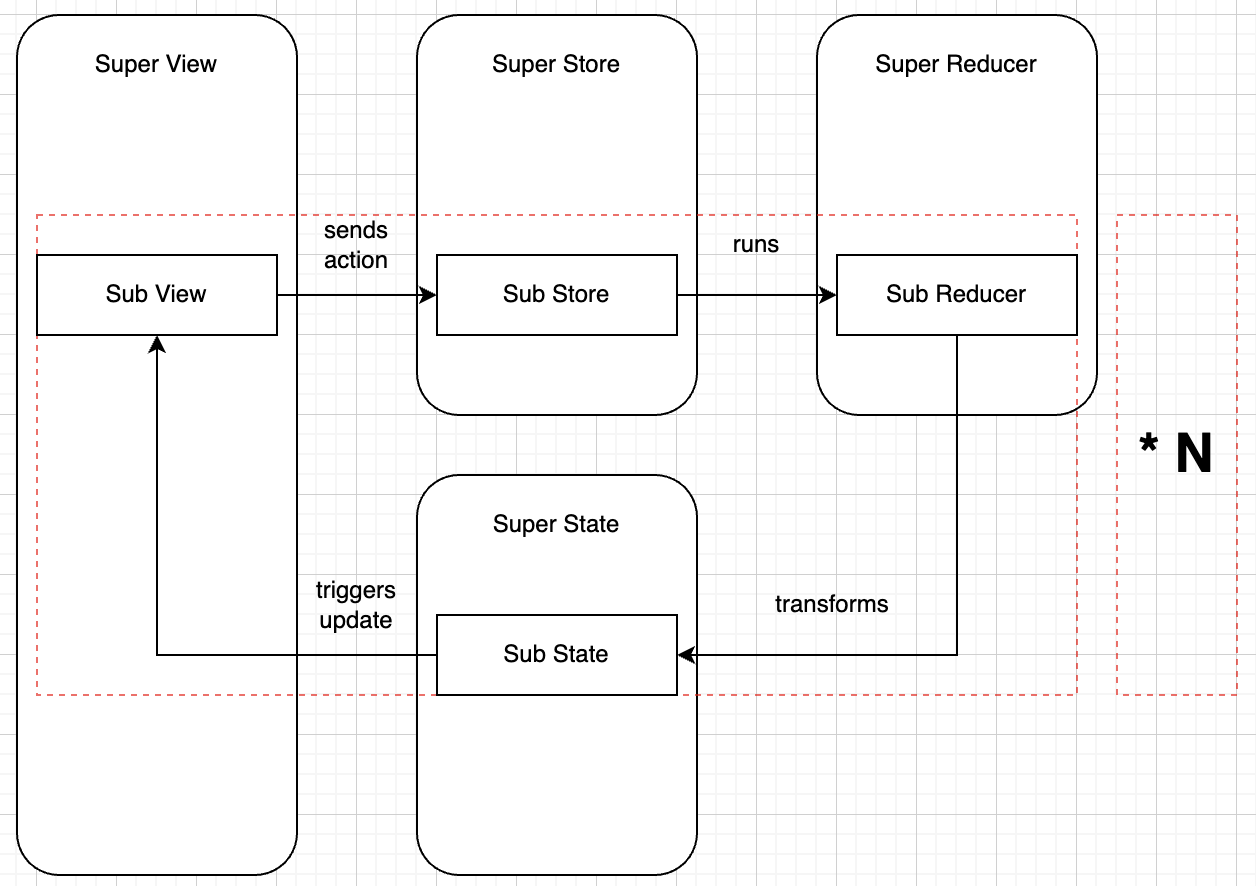 Super View
Super Store
Super Reducer
sends
action
runs
Sub View
Sub Store
Sub Reducer
* N
Super State
triggers
update
transforms
Sub State